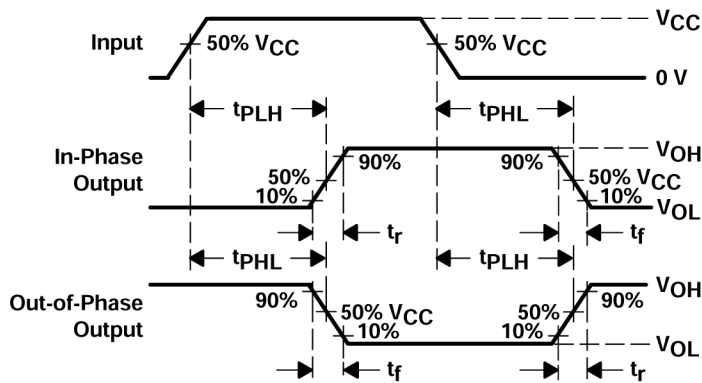 VCC
Input
50% VCC
50% VCC
0 V
tPLH
tPHL
In-Phase
Output
VOH
90%
90%
50%
50% VCC
10%
10%
VOL
tr
tf
tPHL
tPLH
Out-of-Phase
Output
VOH
90%
90%
50% VCC
50%
10%
10%
VOL
tf
tr